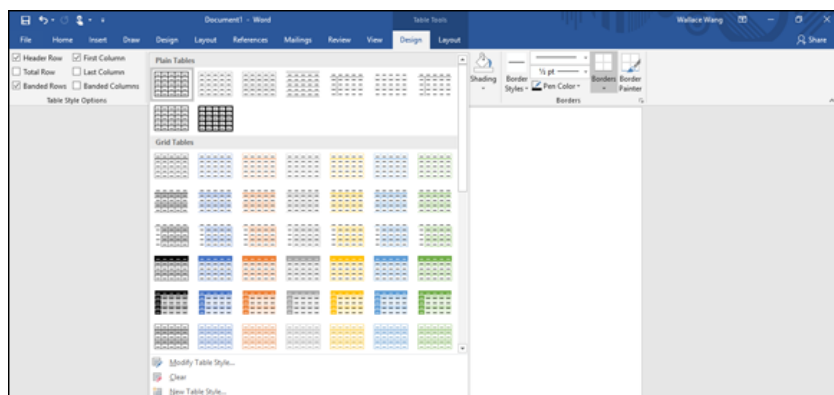 Document1 - Word
Table Tools
Wallace Wang
File Home Insert Draw Design Layout References Mailings Review View Design Layout
Share
Header Row First Column
Total Row Last Column
Banded Rows Banded Columns
Table Style Options
Plain Tables
Grid Tables
Modify Table Style...
Clear
New Table Style...
Shading
Border Styles
½ pt
Pen Color
Borders
Border Painter
Borders